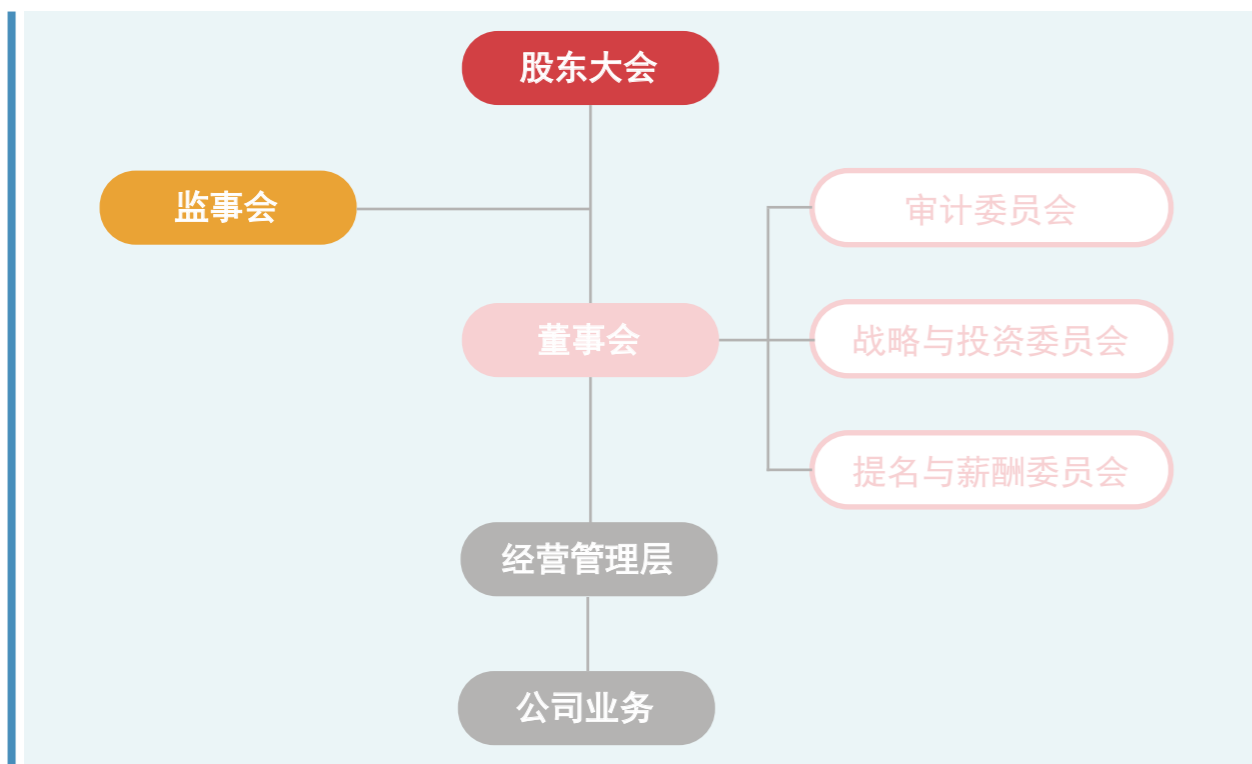 股东大会
监事会
审计委员会
董事会
战略与投资委员会
提名与薪酬委员会
经营管理层
公司业务